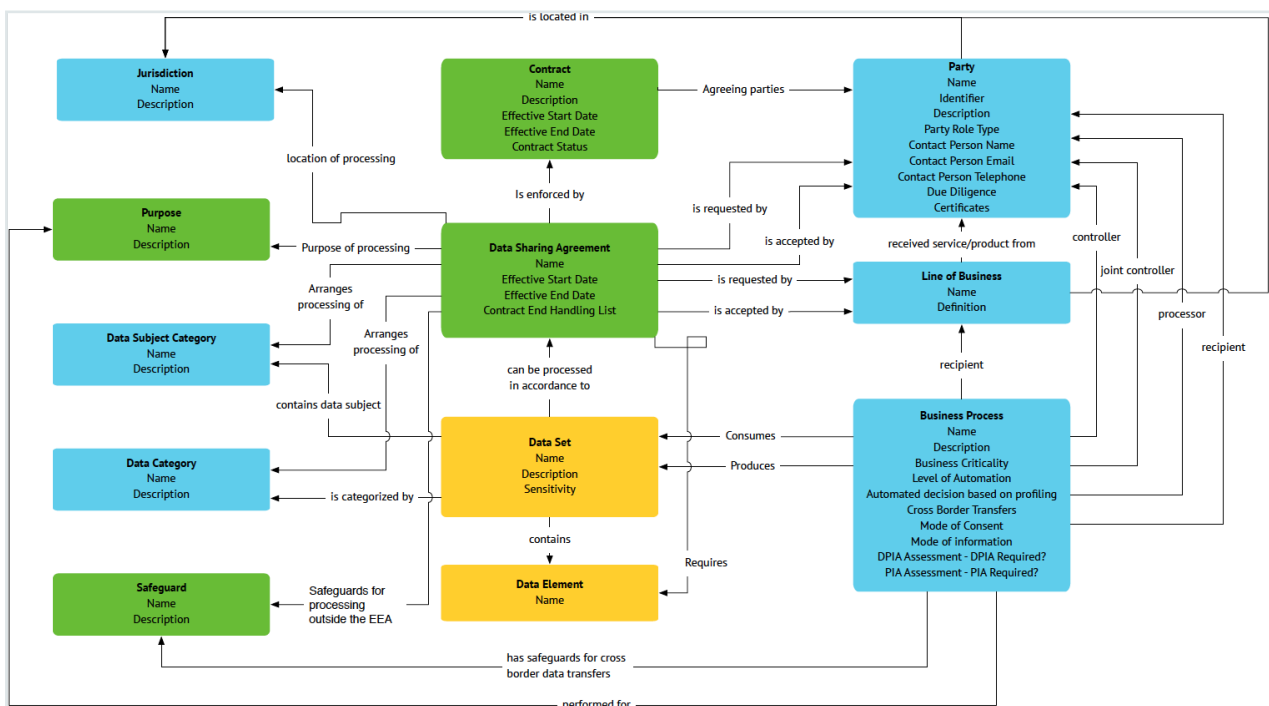 is located in
Jurisdiction
Name
Description
Contract
Name
Description
Effective Start Date
Effective End Date
Contract Status
Agreeing parties
Party
Name
Identifier
Description
Party Role Type
Contact Person Name
Contact Person Email
Contact Person Telephone
Due Diligence
Certificates
location of processing
Is enforced by
is requested by
is accepted by
Purpose
Name
Description
Purpose of processing
Data Sharing Agreement
Name
Effective Start Date
Effective End Date
Contract End Handling List
received service/product from
controller
joint controller
processor
recipient
is requested by
is accepted by
Line of Business
Name
Definition
Arranges
processing of
Arranges
processing of
Data Subject Category
Name
Description
can be processed
in accordance to
recipient
contains data subject
Data Set
Name
Description
Sensitivity
Consumes
Produces
Business Process
Name
Description
Business Criticality
Level of Automation
Automated decision based on profiling
Cross Border Transfers
Mode of Consent
Mode of information
DPIA Assessment - DPIA Required?
PIA Assessment - PIA Required?
Data Category
Name
Description
is categorized by
contains
Requires
Data Element
Name
Safeguard
Name
Description
Safeguards for
processing
outside the EEA
has safeguards for cross
border data transfers
performed for